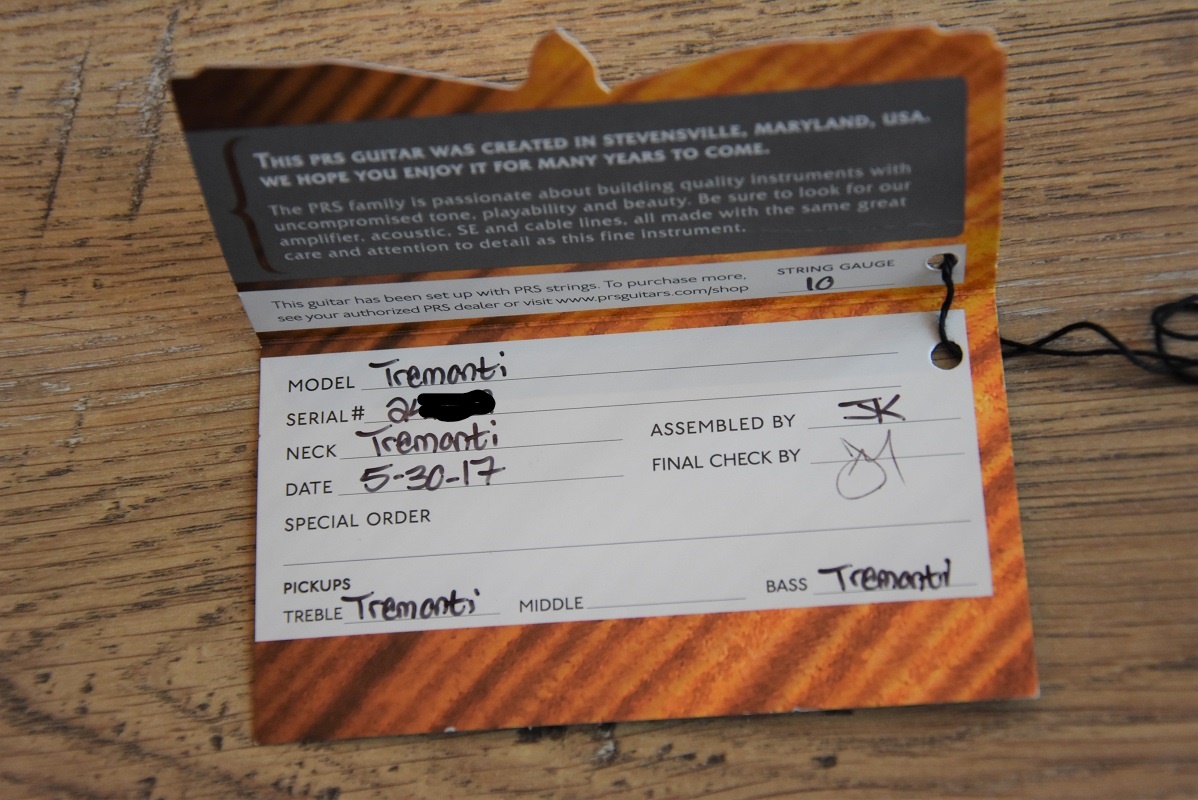 THIS PRS GUITAR WAS CREATED IN STEVENSVILLE, MARYLAND, USA.
WE HOPE YOU ENJOY IT FOR MANY YEARS TO COME.
The PRS family is passionate about building quality instruments with
uncompromised tone, playability and beauty. Be sure to look for our
amplifier, acoustic, SE and cable lines, all made with the same great
care and attention to detail as this fine instrument.
This guitar has been set up with PRS strings. To purchase more,
see your authorized PRS dealer or visit www.prsguitars.com/shop
STRING GAUGE
10
MODEL Tremonti
SERIAL# 24
NECK Tremonti
DATE 5-30-17
ASSEMBLED BY JK
FINAL CHECK BY
SPECIAL ORDER
PICKUPS
TREBLE Tremonti MIDDLE BASS Tremonti